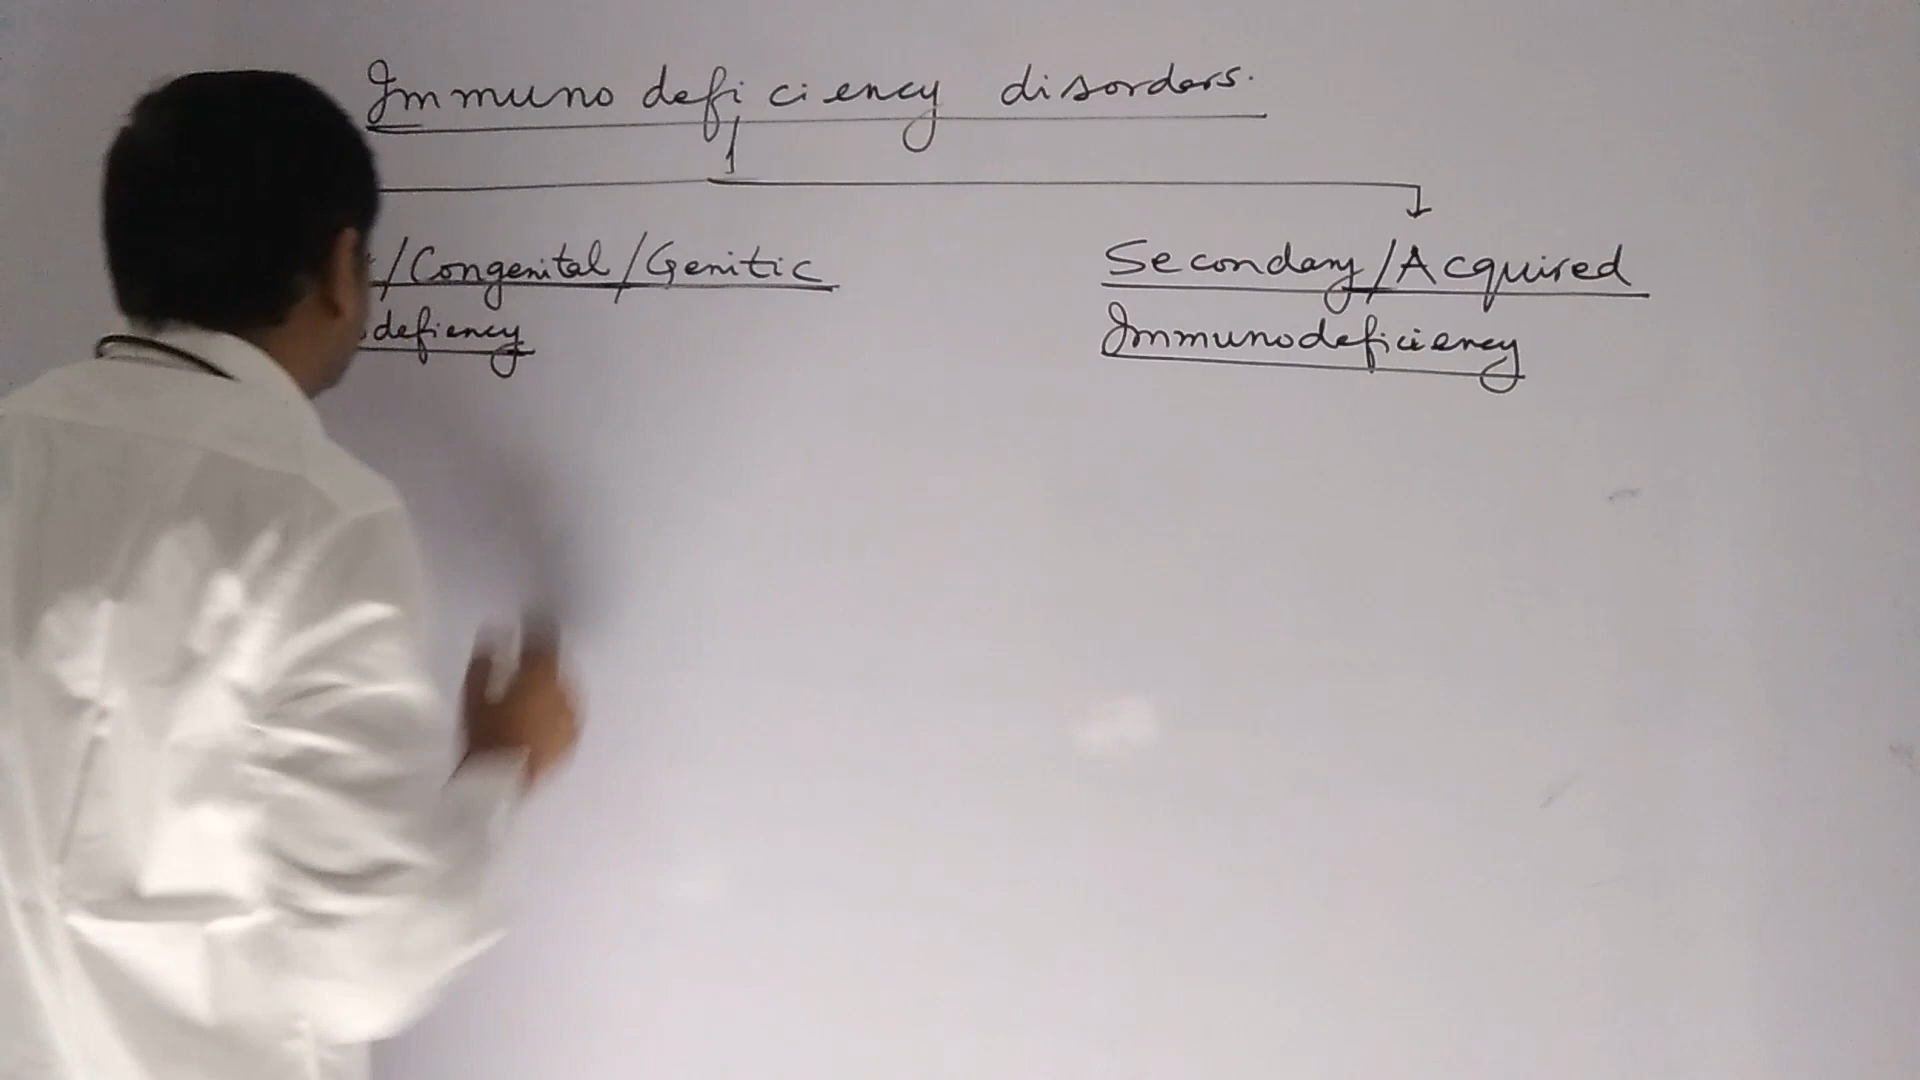 Immuno deficiency disorders.
/Congenital/Genitic
defiency
Secondary/Acquired
Immunodeficiency